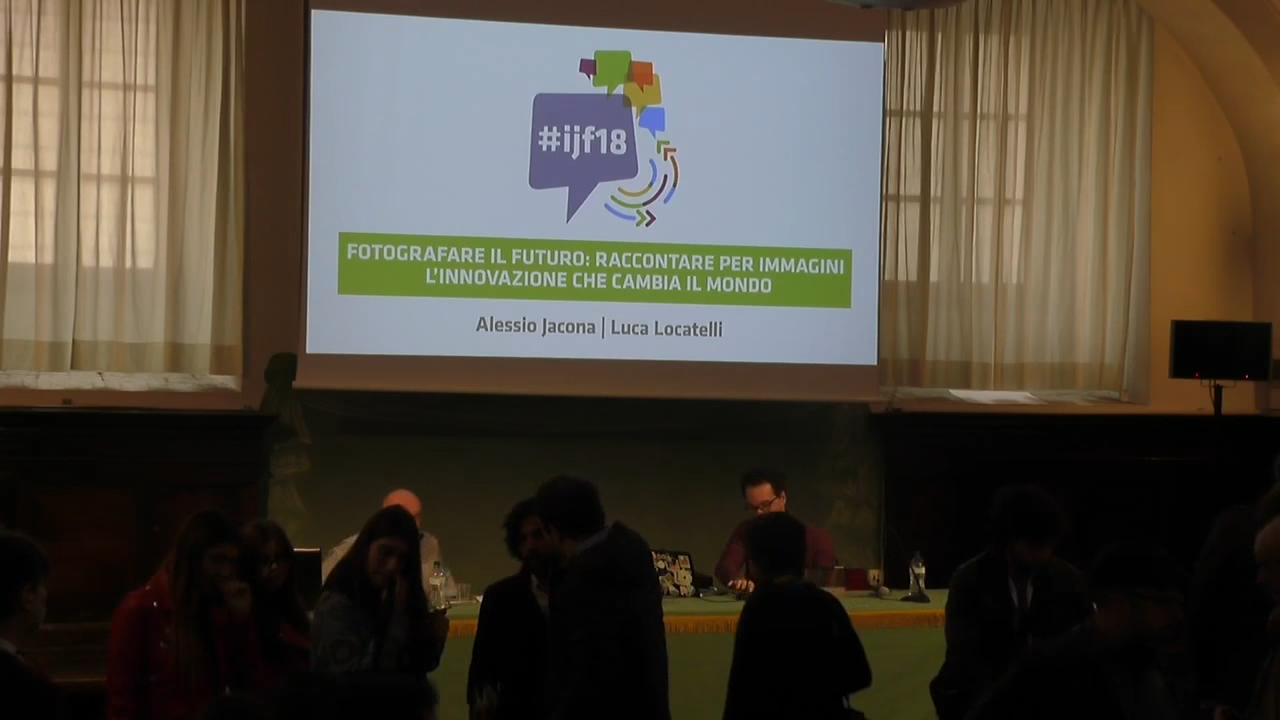 #ijf18
FOTOGRAFARE IL FUTURO: RACCONTARE PER IMMAGINI
L'INNOVAZIONE CHE CAMBIA IL MONDO
Alessio Jacona | Luca Locatelli